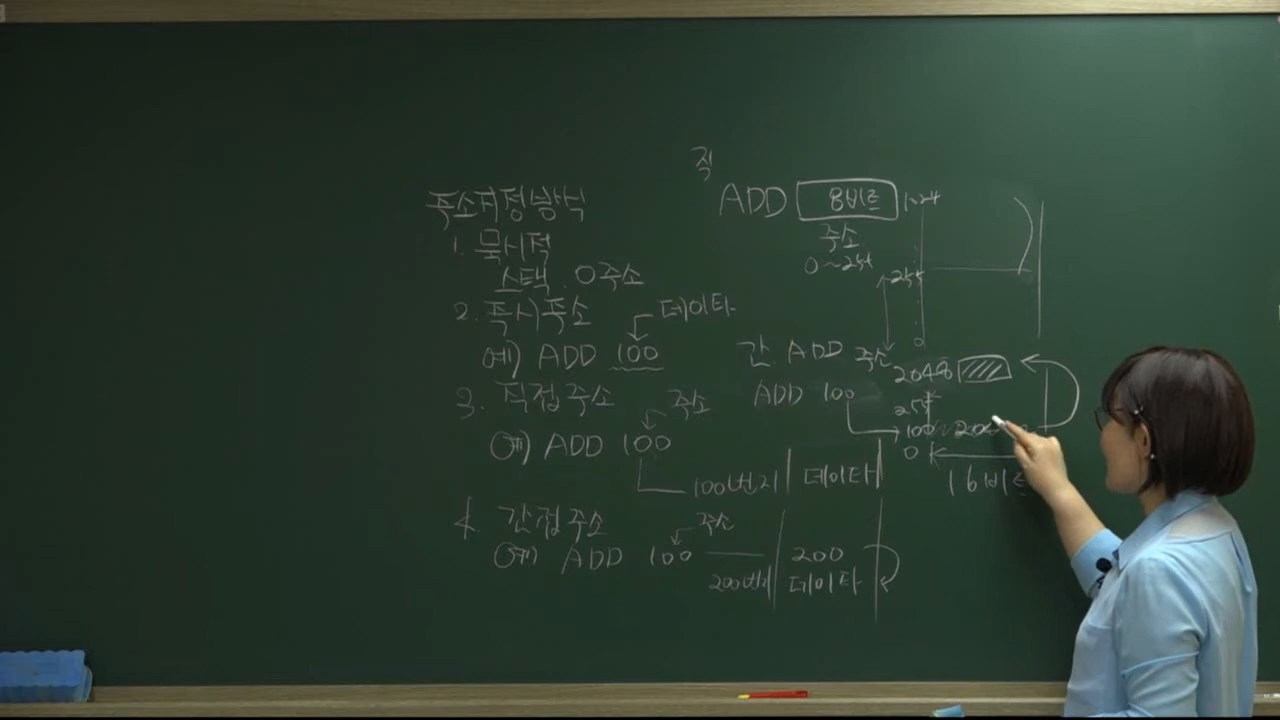 주소지정방식
1. 묵시적
스택. 0주소
2. 즉시주소
데이타
예) ADD 100
3. 직접주소
주소
예) ADD 100
100번지 데이타
4. 간접주소
주소
예) ADD 100
200
200번지 데이타
직
ADD 8비트
주소
0~255
1024
255
0
간 ADD 주소
ADD 100
2048
255
100
0
16비트